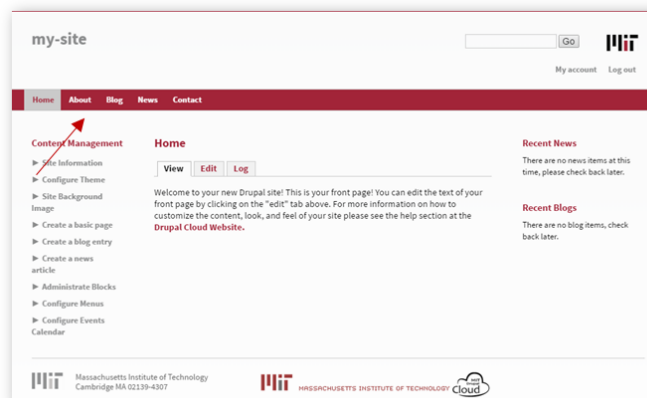 my-site
Go
MIT
My account Log out
Home About Blog News Contact
Content Management
► Site Information
► Configure Theme
► Site Background
Image
► Create a basic page
► Create a blog entry
► Create a news
article
► Administrate Blocks
► Configure Menus
► Configure Events
Calendar
Home
View Edit Log
Welcome to your new Drupal site! This is your front page! You can edit the text of your
front page by clicking on the "edit" tab above. For more information on how to
customize the content, look, and feel of your site please see the help section at the
Drupal Cloud Website.
Recent News
There are no news items at this
time, please check back later.
Recent Blogs
There are no blog items, check
back later.
MIT
Massachusetts Institute of Technology
Cambridge MA 02139-4307
MIT
MASSACHUSETTS INSTITUTE OF TECHNOLOGY
Cloud